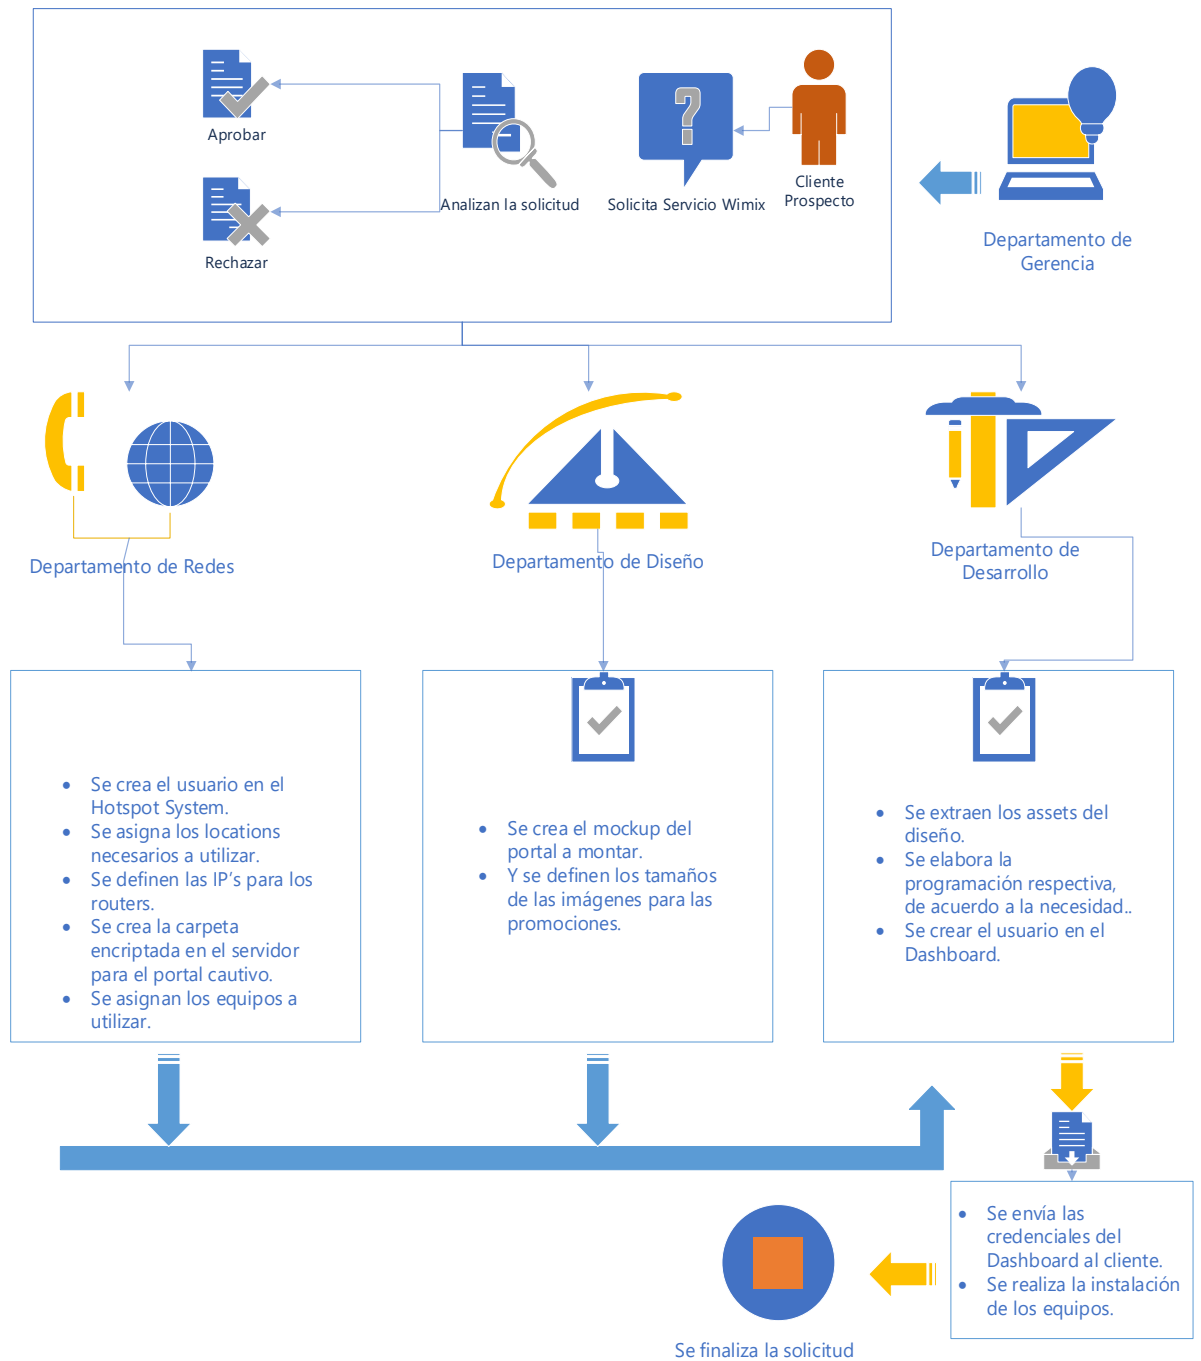 Aprobar
Rechazar
Analizan la solicitud
Solicita Servicio Wimix
Cliente
Prospecto
Departamento de
Gerencia
Departamento de Redes
Departamento de Diseño
Departamento de
Desarrollo
• Se crea el usuario en el
Hotspot System.
• Se asigna los locations
necesarios a utilizar.
• Se definen las IP's para los
routers.
• Se crea la carpeta
encriptada en el servidor
para el portal cautivo.
• Se asignan los equipos a
utilizar.
• Se crea el mockup del
portal a montar.
• Y se definen los tamaños
de las imágenes para las
promociones.
• Se extraen los assets del
diseño.
• Se elabora la
programación respectiva,
de acuerdo a la necesidad..
• Se crear el usuario en el
Dashboard.
• Se envía las
credenciales del
Dashboard al cliente.
• Se realiza la instalación
de los equipos.
Se finaliza la solicitud